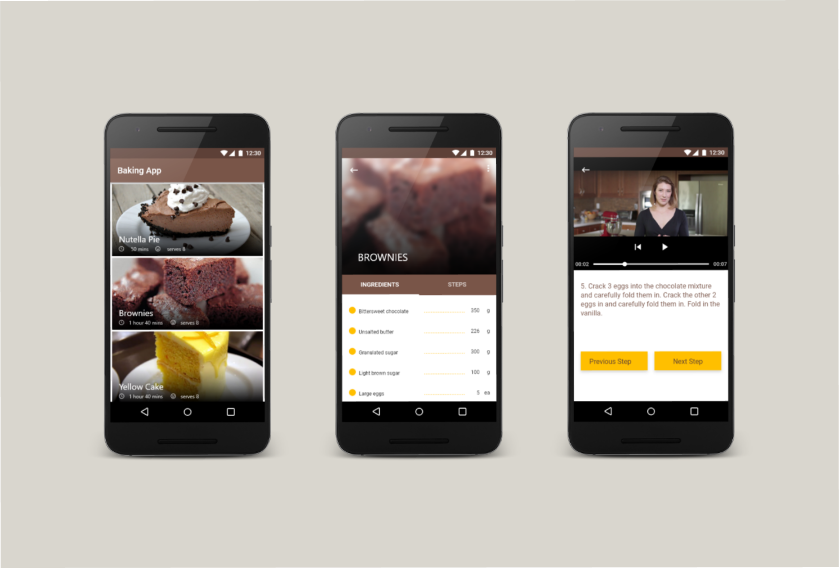 12:30
Baking App
Nutella Pie
30 mins serves 8
Brownies
1 hour 40 mins serves 8
Yellow Cake
1 hour 40 mins serves 8
12:30
BROWNIES
INGREDIENTS STEPS
Bittersweet chocolate 350 g
Unsalted butter 226 g
Granulated sugar 300 g
Light brown sugar 100 g
Large eggs 5 ea
12:30
00:02 00:07
5. Crack 3 eggs into the chocolate mixture
and carefully fold them in. Crack the other 2
eggs in and carefully fold them in. Fold in the
vanilla.
Previous Step Next Step